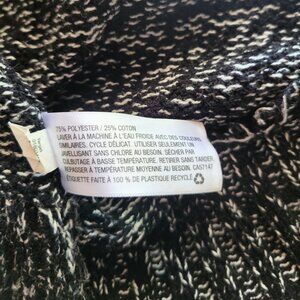 75% POLYESTER / 25% COTON
LAVER À LA MACHINE À L'EAU FROIDE AVEC DES COULEURS
SIMILAIRES, CYCLE DÉLICAT. UTILISER SEULEMENT UN
JAVELLISANT SANS CHLORE AU BESOIN. SÉCHER PAR
CULBUTAGE À BASSE TEMPÉRATURE. RETIRER SANS TARDER.
REPASSER À TEMPÉRATURE MOYENNE AU BESOIN. CA57147
ÉTIQUETTE FAITE À 100 % DE PLASTIQUE RECYCLÉ